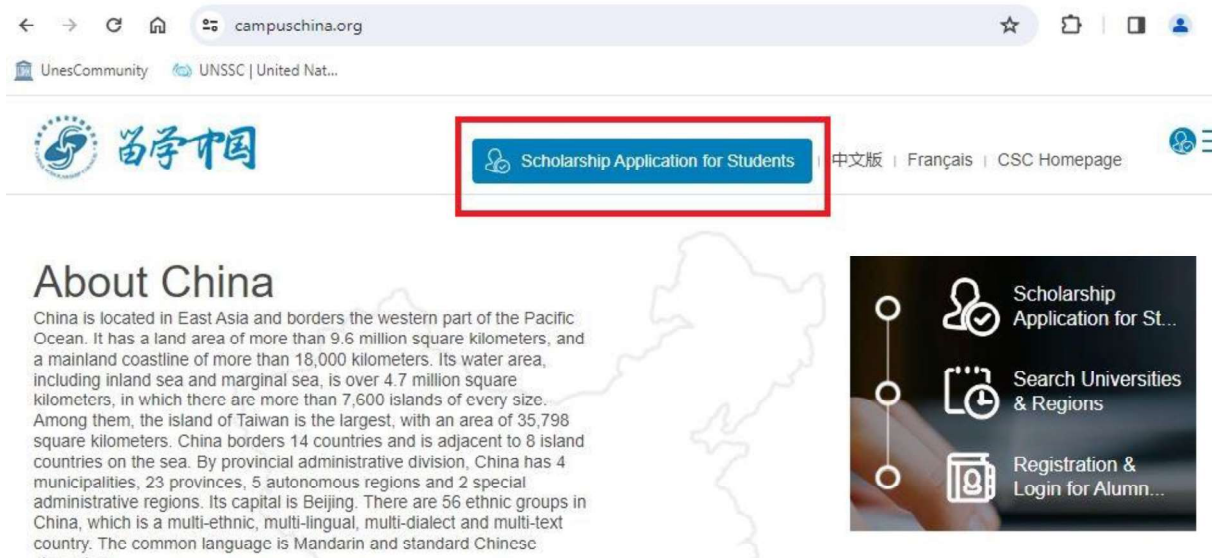 campuschina.org
UnesCommunity UNSSC | United Nat...
留学中国
Scholarship Application for Students | 中文版 | Français | CSC Homepage
About China
China is located in East Asia and borders the western part of the Pacific
Ocean. It has a land area of more than 9.6 million square kilometers, and
a mainland coastline of more than 18,000 kilometers. Its water area,
including inland sea and marginal sea, is over 4.7 million square
kilometers, in which there are more than 7,600 islands of every size.
Among them, the island of Taiwan is the largest, with an area of 35,798
square kilometers. China borders 14 countries and is adjacent to 8 island
countries on the sea. By provincial administrative division, China has 4
municipalities, 23 provinces, 5 autonomous regions and 2 special
administrative regions. Its capital is Beijing. There are 56 ethnic groups in
China, which is a multi-ethnic, multi-lingual, multi-dialect and multi-text
country. The common language is Mandarin and standard Chinese
Scholarship
Application for St...
Search Universities
& Regions
Registration &
Login for Alumn...